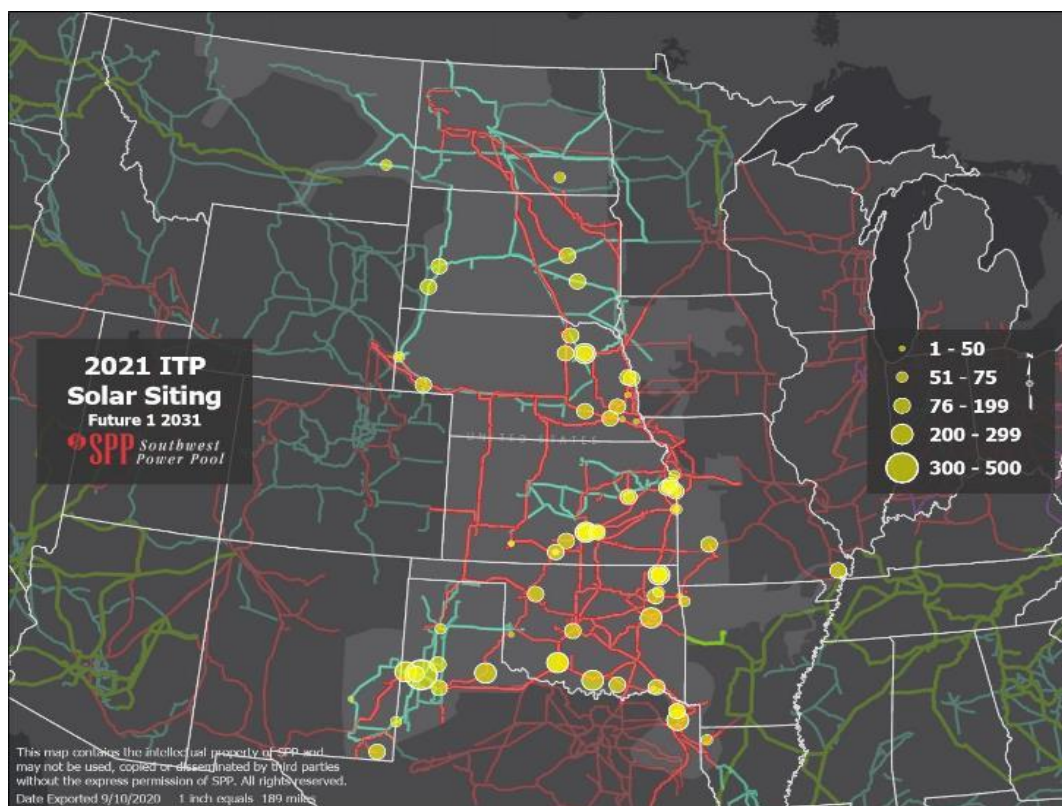 2021 ITP
Solar Siting
Future 1 2031
SPP Southwest
Power Pool
UNITED STATES
1 - 50
51 - 75
76 - 199
200 - 299
300 - 500
This map contains the intellectual property of SPP and
may not be used, copied or disseminated by third parties
without the express permission of SPP. All rights reserved.
Date Exported 9/10/2020 1 inch equals 189 miles